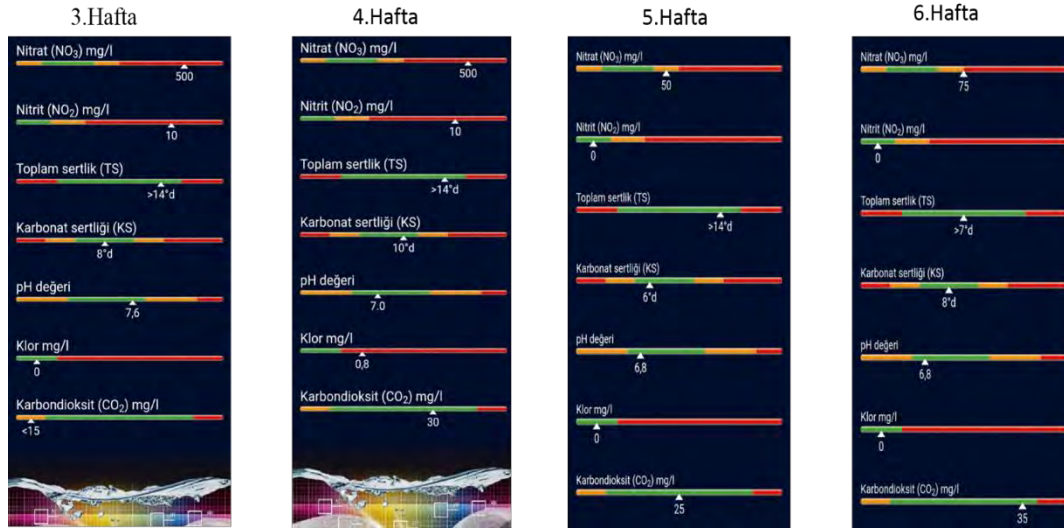 3.Hafta
Nitrat (NO₃) mg/l
500
Nitrit (NO₂) mg/l
10
Toplam sertlik (TS)
>14°d
Karbonat sertliği (KS)
8°d
pH değeri
7,6
Klor mg/l
0
Karbondioksit (CO₂) mg/l
<15
4.Hafta
Nitrat (NO₃) mg/l
500
Nitrit (NO₂) mg/l
10
Toplam sertlik (TS)
>14°d
Karbonat sertliği (KS)
10°d
pH değeri
7.0
Klor mg/l
0,8
Karbondioksit (CO₂) mg/l
30
5.Hafta
Nitrat (NO₂) mg/l
50
Nitrit (NO₂) mg/l
0
Toplam sertlik (TS)
>14°d
Karbonat sertliği (KS)
6°d
pH değeri
6,8
Klor mg/l
0
Karbondioksit (CO₂) mg/l
25
6.Hafta
Nitrat (NO₃) mg/l
75
Nitrit (NO₂) mg/l
0
Toplam sertlik (TS)
>7°d
Karbonat sertliği (KS)
8°d
pH değeri
6,8
Klor mg/l
0
Karbondioksit (CO₂) mg/l
35